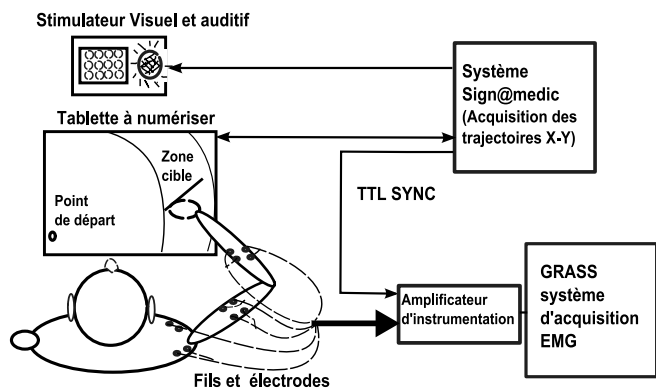 Stimulateur Visuel et auditif
Système
Sign@medic
(Acquisition des
trajectoires X-Y)
Tablette à numériser
Zone
cible
Point
de départ
TTL SYNC
Amplificateur
d'instrumentation
GRASS
système
d'acquisition
EMG
Fils et électrodes